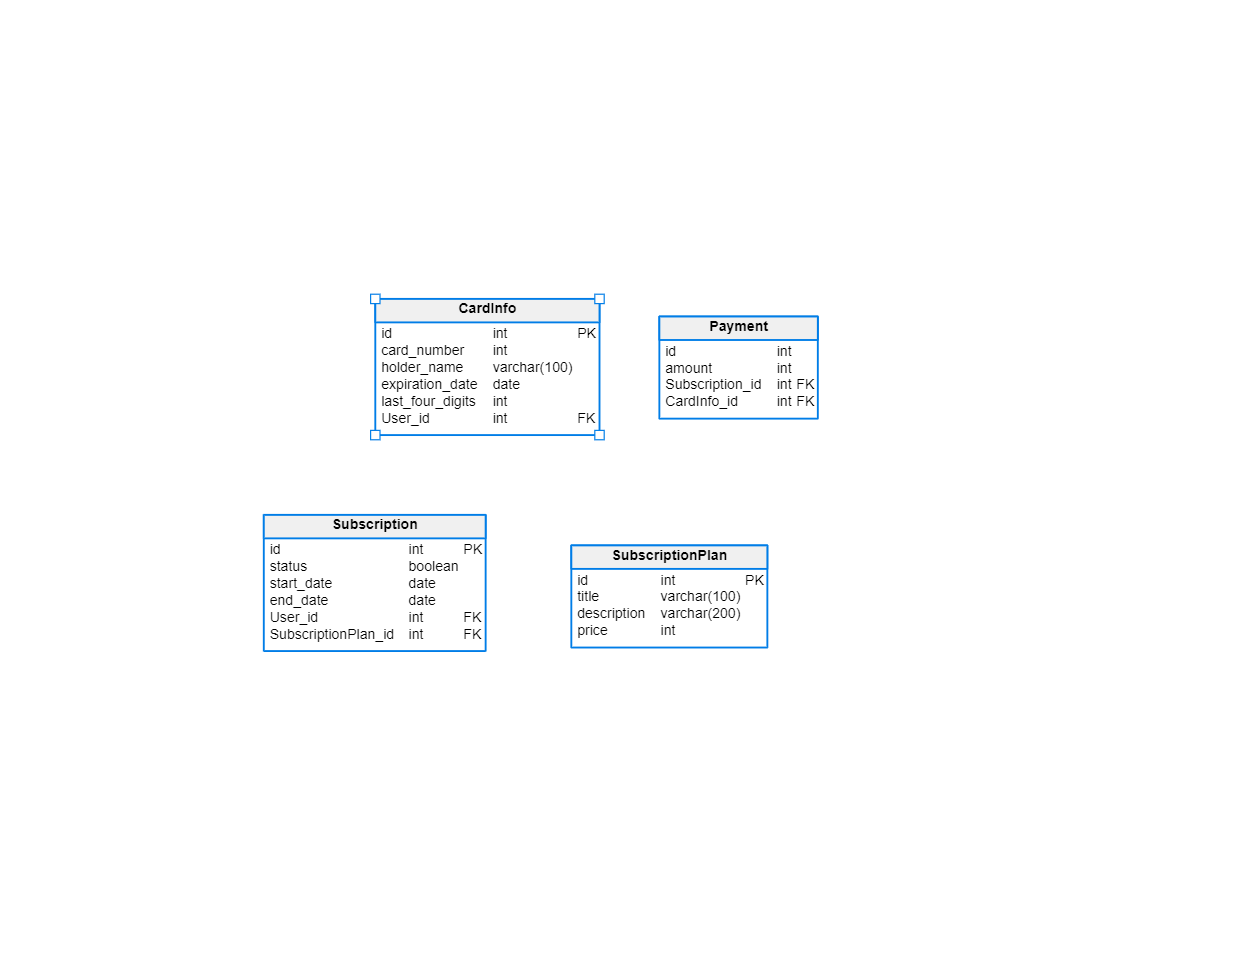 CardInfo
id int PK
card_number int
holder_name varchar(100)
expiration_date date
last_four_digits int
User_id int FK
Payment
id int
amount int
Subscription_id int FK
CardInfo_id int FK
Subscription
id int PK
status boolean
start_date date
end_date date
User_id int FK
SubscriptionPlan_id int FK
SubscriptionPlan
id int PK
title varchar(100)
description varchar(200)
price int